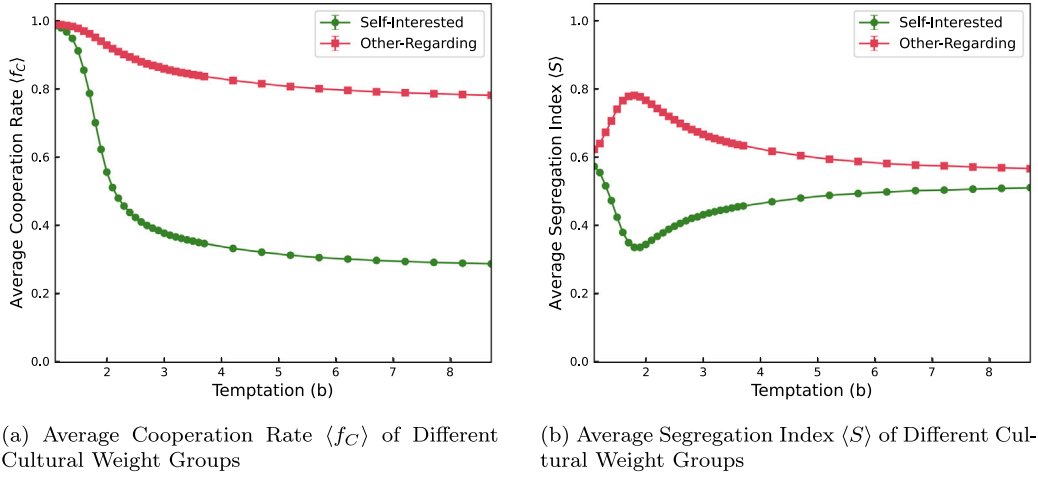 1.0
0.8
0.6
0.4
0.2
0.0
Average Cooperation Rate ⟨f_C⟩
Self-Interested
Other-Regarding
2 3 4 5 6 7 8
Temptation (b)
(a) Average Cooperation Rate ⟨f_C⟩ of Different
Cultural Weight Groups
1.0
0.8
0.6
0.4
0.2
0.0
Average Segregation Index ⟨S⟩
Self-Interested
Other-Regarding
2 3 4 5 6 7 8
Temptation (b)
(b) Average Segregation Index ⟨S⟩ of Different Cul-
tural Weight Groups